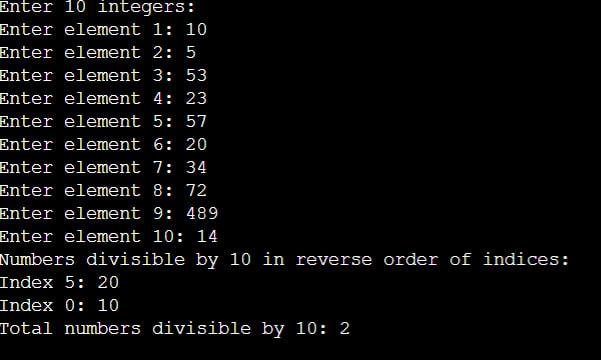 Enter 10 integers:
Enter element 1: 10
Enter element 2: 5
Enter element 3: 53
Enter element 4: 23
Enter element 5: 57
Enter element 6: 20
Enter element 7: 34
Enter element 8: 72
Enter element 9: 489
Enter element 10: 14
Numbers divisible by 10 in reverse order of indices:
Index 5: 20
Index 0: 10
Total numbers divisible by 10: 2